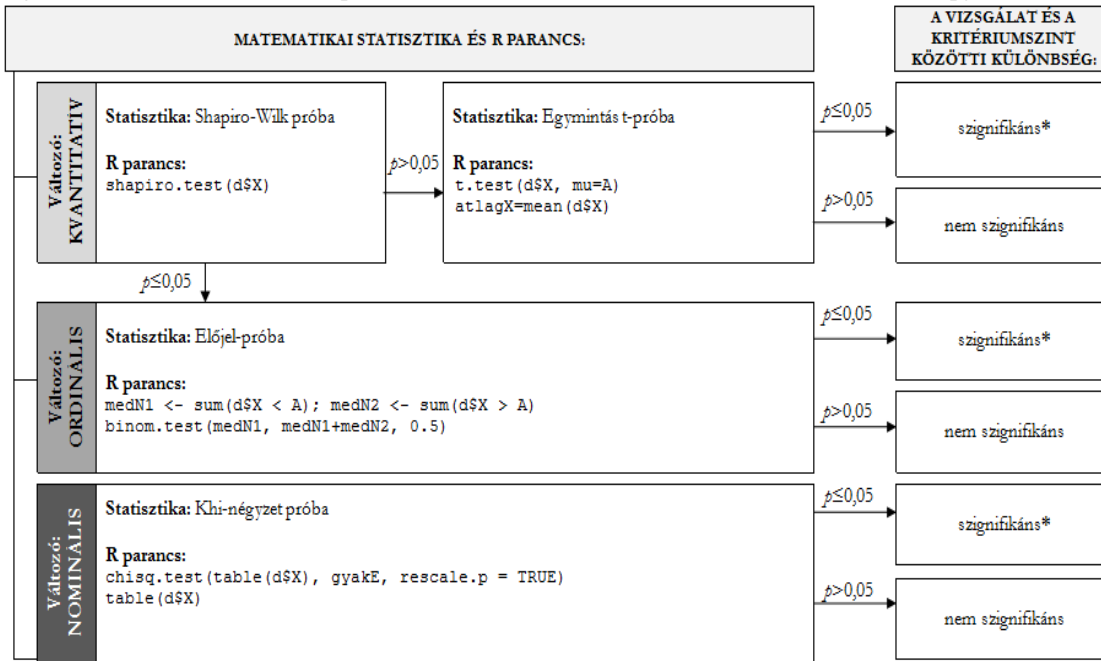 MATEMATIKAI STATISZTIKA ÉS R PARANCS:
A VIZSGÁLAT ÉS A
KRITÉRIUMSZINT
KÖZÖTTI KÜLÖNBSÉG:
Változó:
KVANTITATÍV
Statisztika: Shapiro-Wilk próba
R parancs:
shapiro.test(d$X)
p>0,05
Statisztika: Egymintás t-próba
R parancs:
t.test(d$X, mu=A)
atlagX=mean(d$X)
p≤0,05
szignifikáns*
p>0,05
nem szignifikáns
p≤0,05
Változó:
ORDINÁLIS
Statisztika: Előjel-próba
R parancs:
medN1 <- sum(d$X < A); medN2 <- sum(d$X > A)
binom.test(medN1, medN1+medN2, 0.5)
p≤0,05
szignifikáns*
p>0,05
nem szignifikáns
Változó:
NOMINÁLIS
Statisztika: Khi-négyzet próba
R parancs:
chisq.test(table(d$X), gyakE, rescale.p = TRUE)
table(d$X)
p≤0,05
szignifikáns*
p>0,05
nem szignifikáns